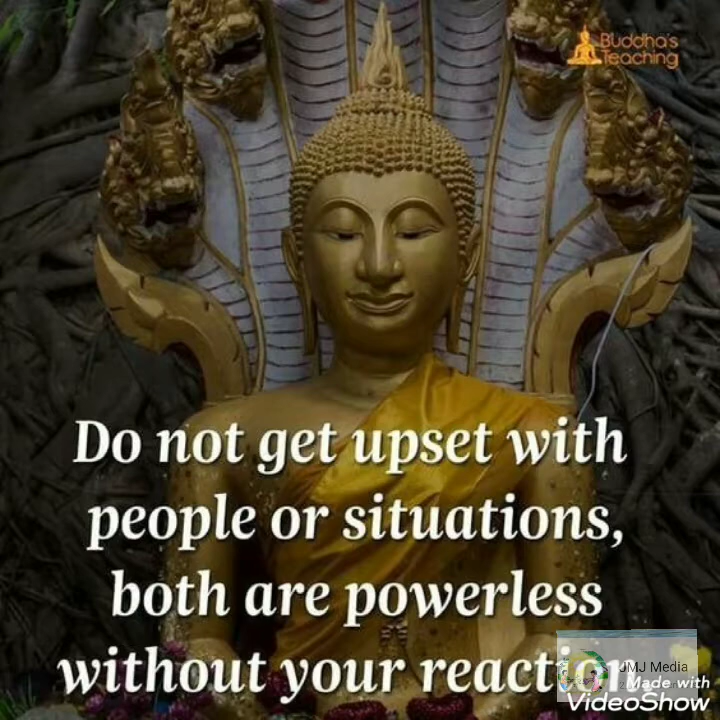 Buddha's
Teaching
Do not get upset with
people or situations,
both are powerless
without your reaction.
JMJ Media
Made with
VideoShow